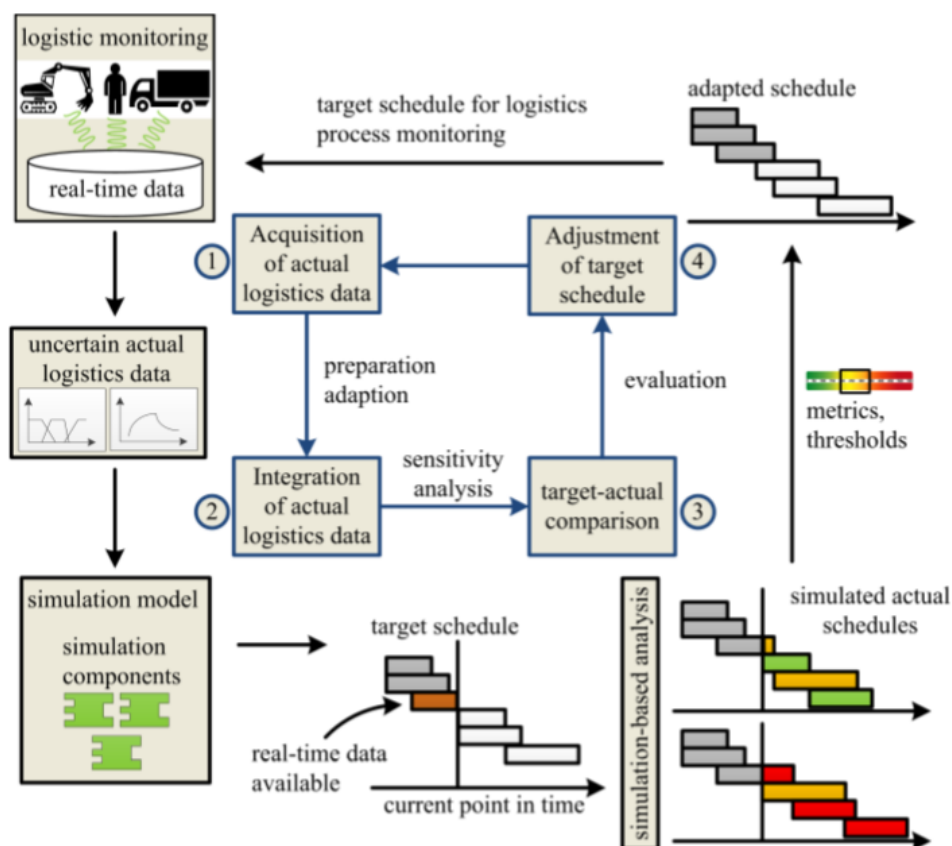 logistic monitoring
real-time data
target schedule for logistics
process monitoring
adapted schedule
1
Acquisition
of actual
logistics data
Adjustment
of target
schedule
4
uncertain actual
logistics data
preparation
adaption
evaluation
metrics,
thresholds
2
Integration
of actual
logistics data
sensitivity
analysis
target-actual
comparison
3
simulation model
simulation
components
target schedule
real-time data
available
current point in time
simulation-based analysis
simulated actual
schedules